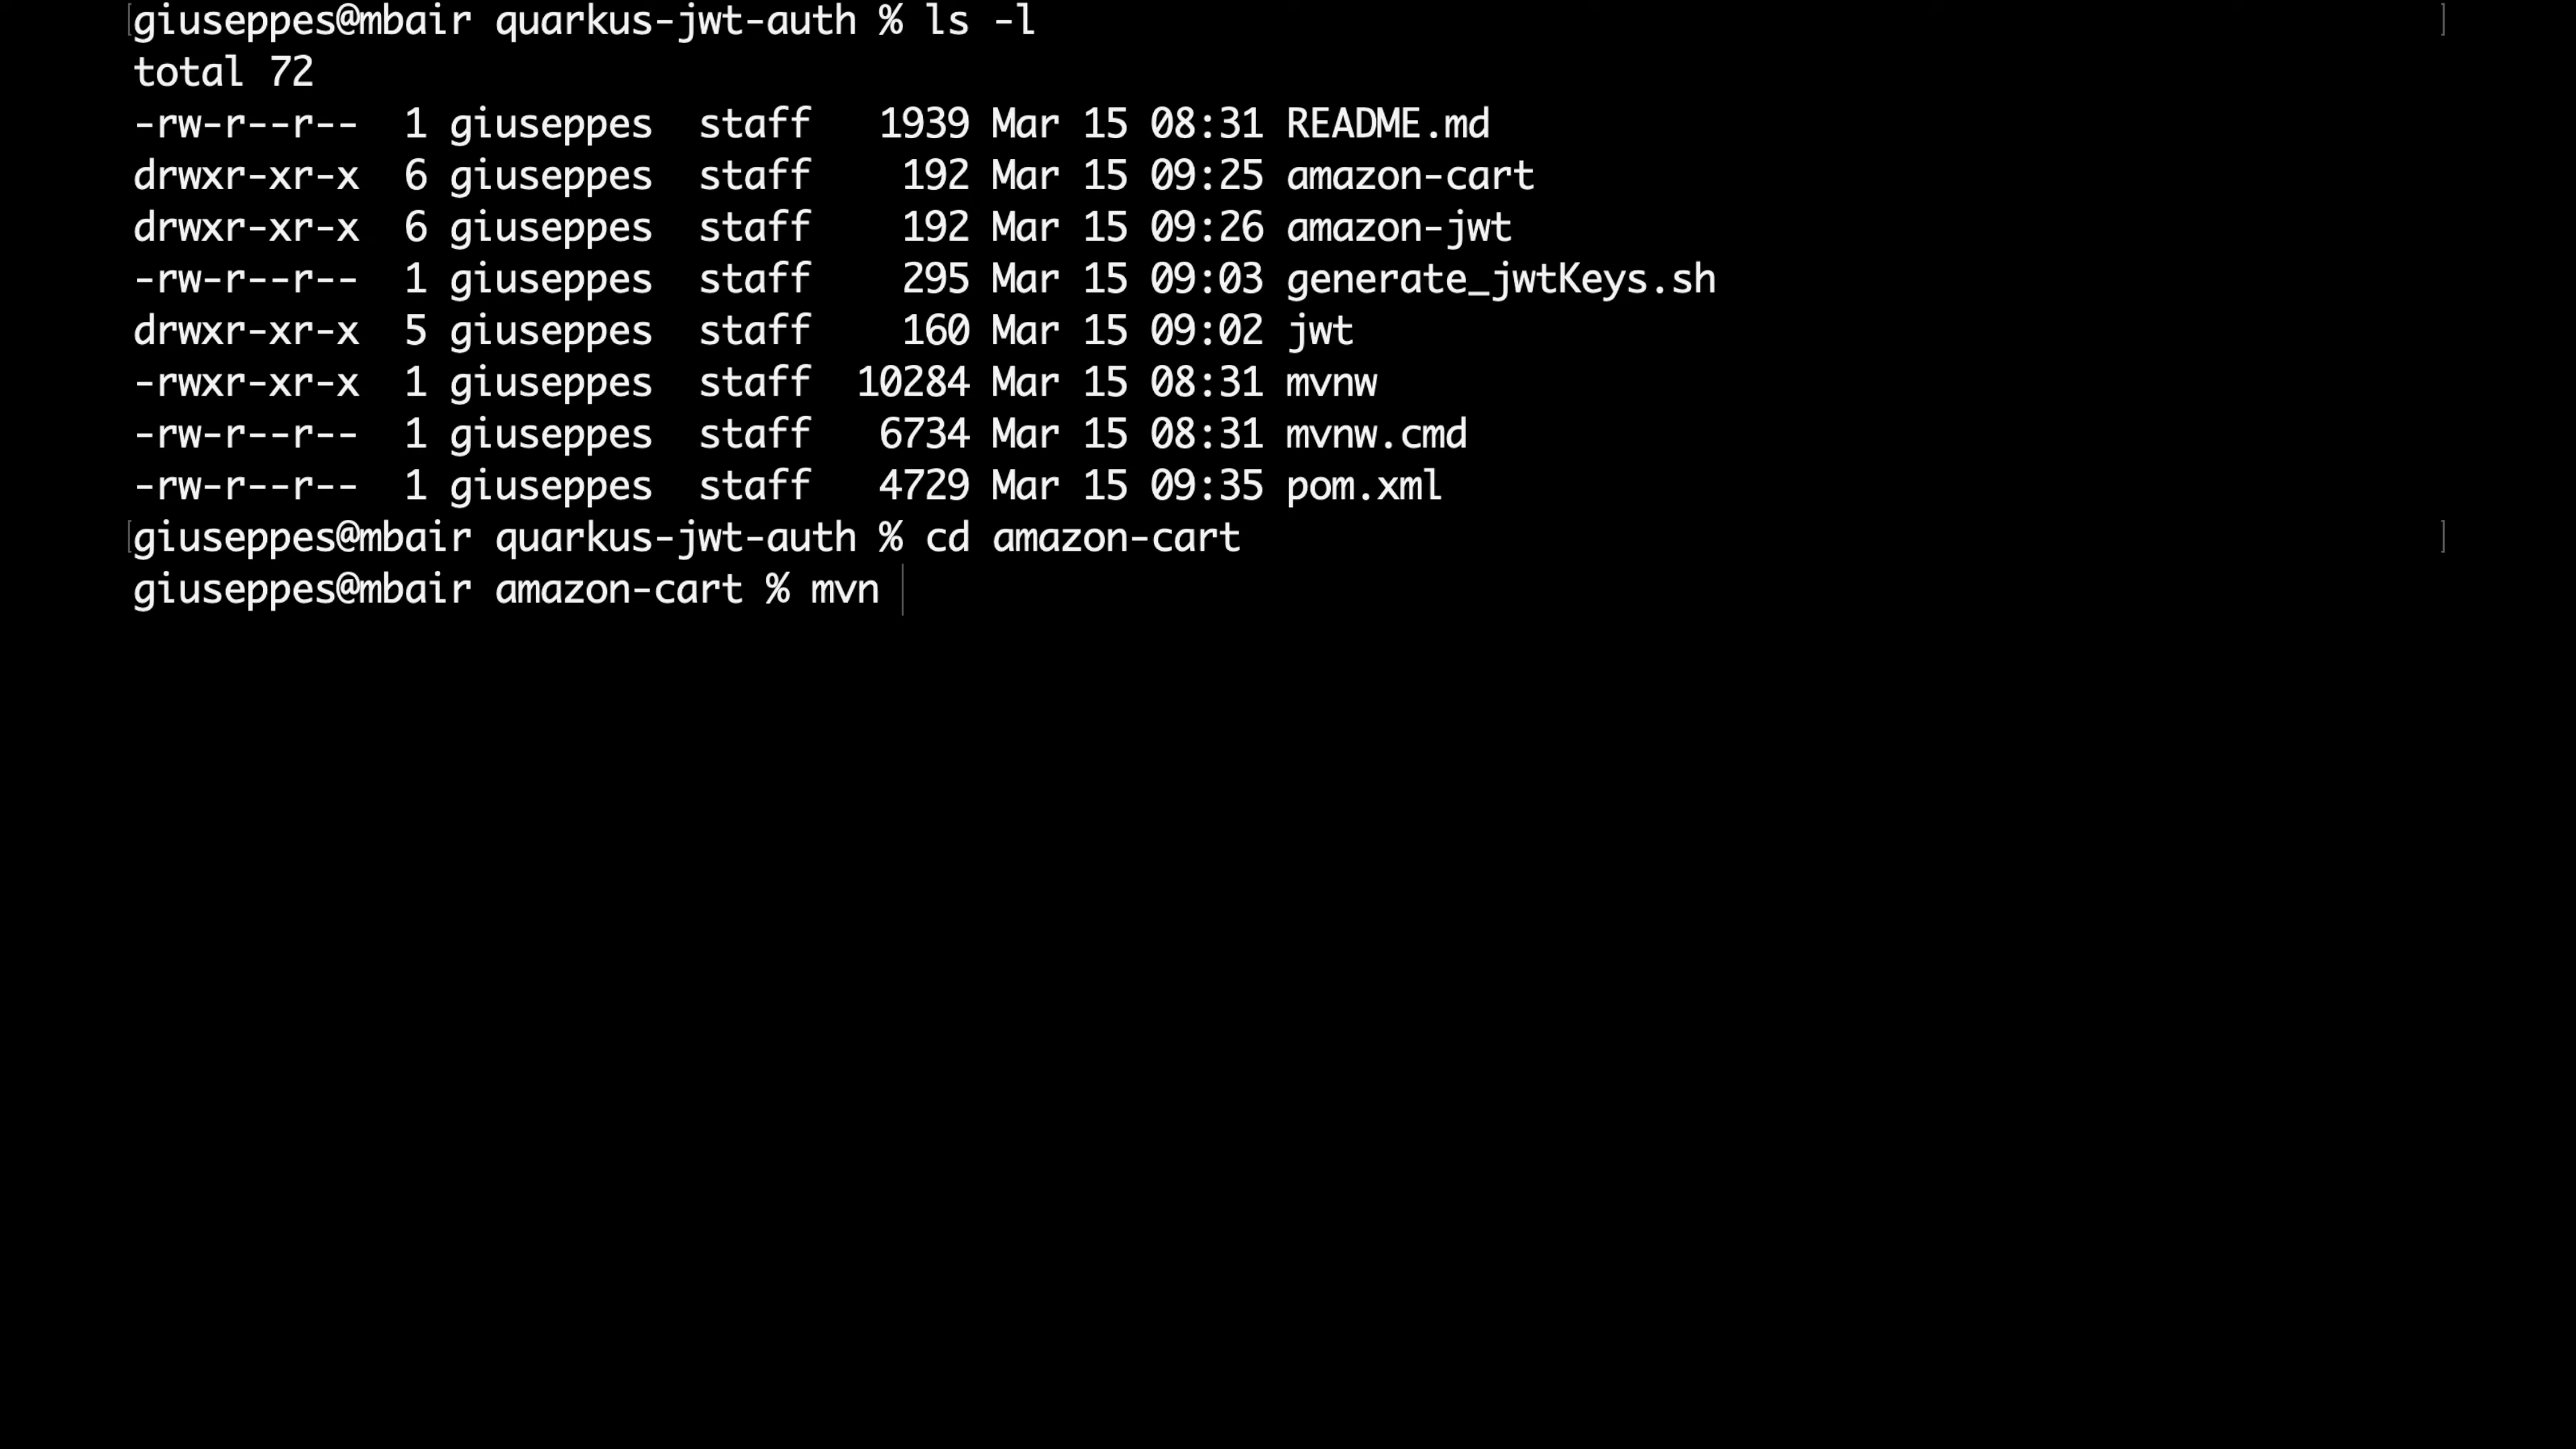 [giuseppes@mbair quarkus-jwt-auth % ls -l ]
total 72
-rw-r--r--  1 giuseppes  staff   1939 Mar 15 08:31 README.md
drwxr-xr-x  6 giuseppes  staff    192 Mar 15 09:25 amazon-cart
drwxr-xr-x  6 giuseppes  staff    192 Mar 15 09:26 amazon-jwt
-rw-r--r--  1 giuseppes  staff    295 Mar 15 09:03 generate_jwtKeys.sh
drwxr-xr-x  5 giuseppes  staff    160 Mar 15 09:02 jwt
-rwxr-xr-x  1 giuseppes  staff  10284 Mar 15 08:31 mvnw
-rw-r--r--  1 giuseppes  staff   6734 Mar 15 08:31 mvnw.cmd
-rw-r--r--  1 giuseppes  staff   4729 Mar 15 09:35 pom.xml
[giuseppes@mbair quarkus-jwt-auth % cd amazon-cart ]
giuseppes@mbair amazon-cart % mvn